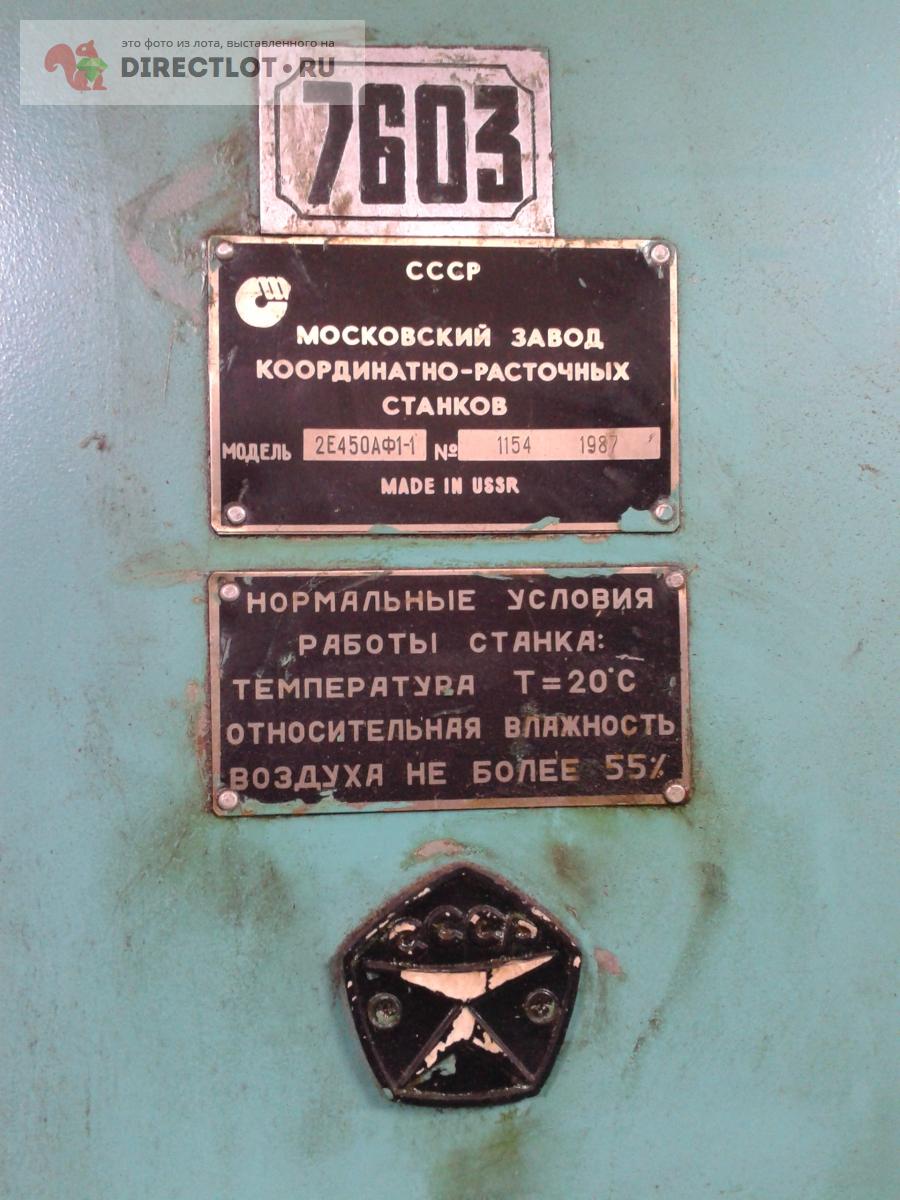 это фото из лота, выставленного на
DIRECTLOT.RU
7603
СССР
МОСКОВСКИЙ ЗАВОД
КООРДИНАТНО-РАСТОЧНЫХ
СТАНКОВ
МОДЕЛЬ 2Е450АФ1-1 № 1154 1987
MADE IN USSR
НОРМАЛЬНЫЕ УСЛОВИЯ
РАБОТЫ СТАНКА:
ТЕМПЕРАТУРА Т=20°С
ОТНОСИТЕЛЬНАЯ ВЛАЖНОСТЬ
ВОЗДУХА НЕ БОЛЕЕ 55%
СССР